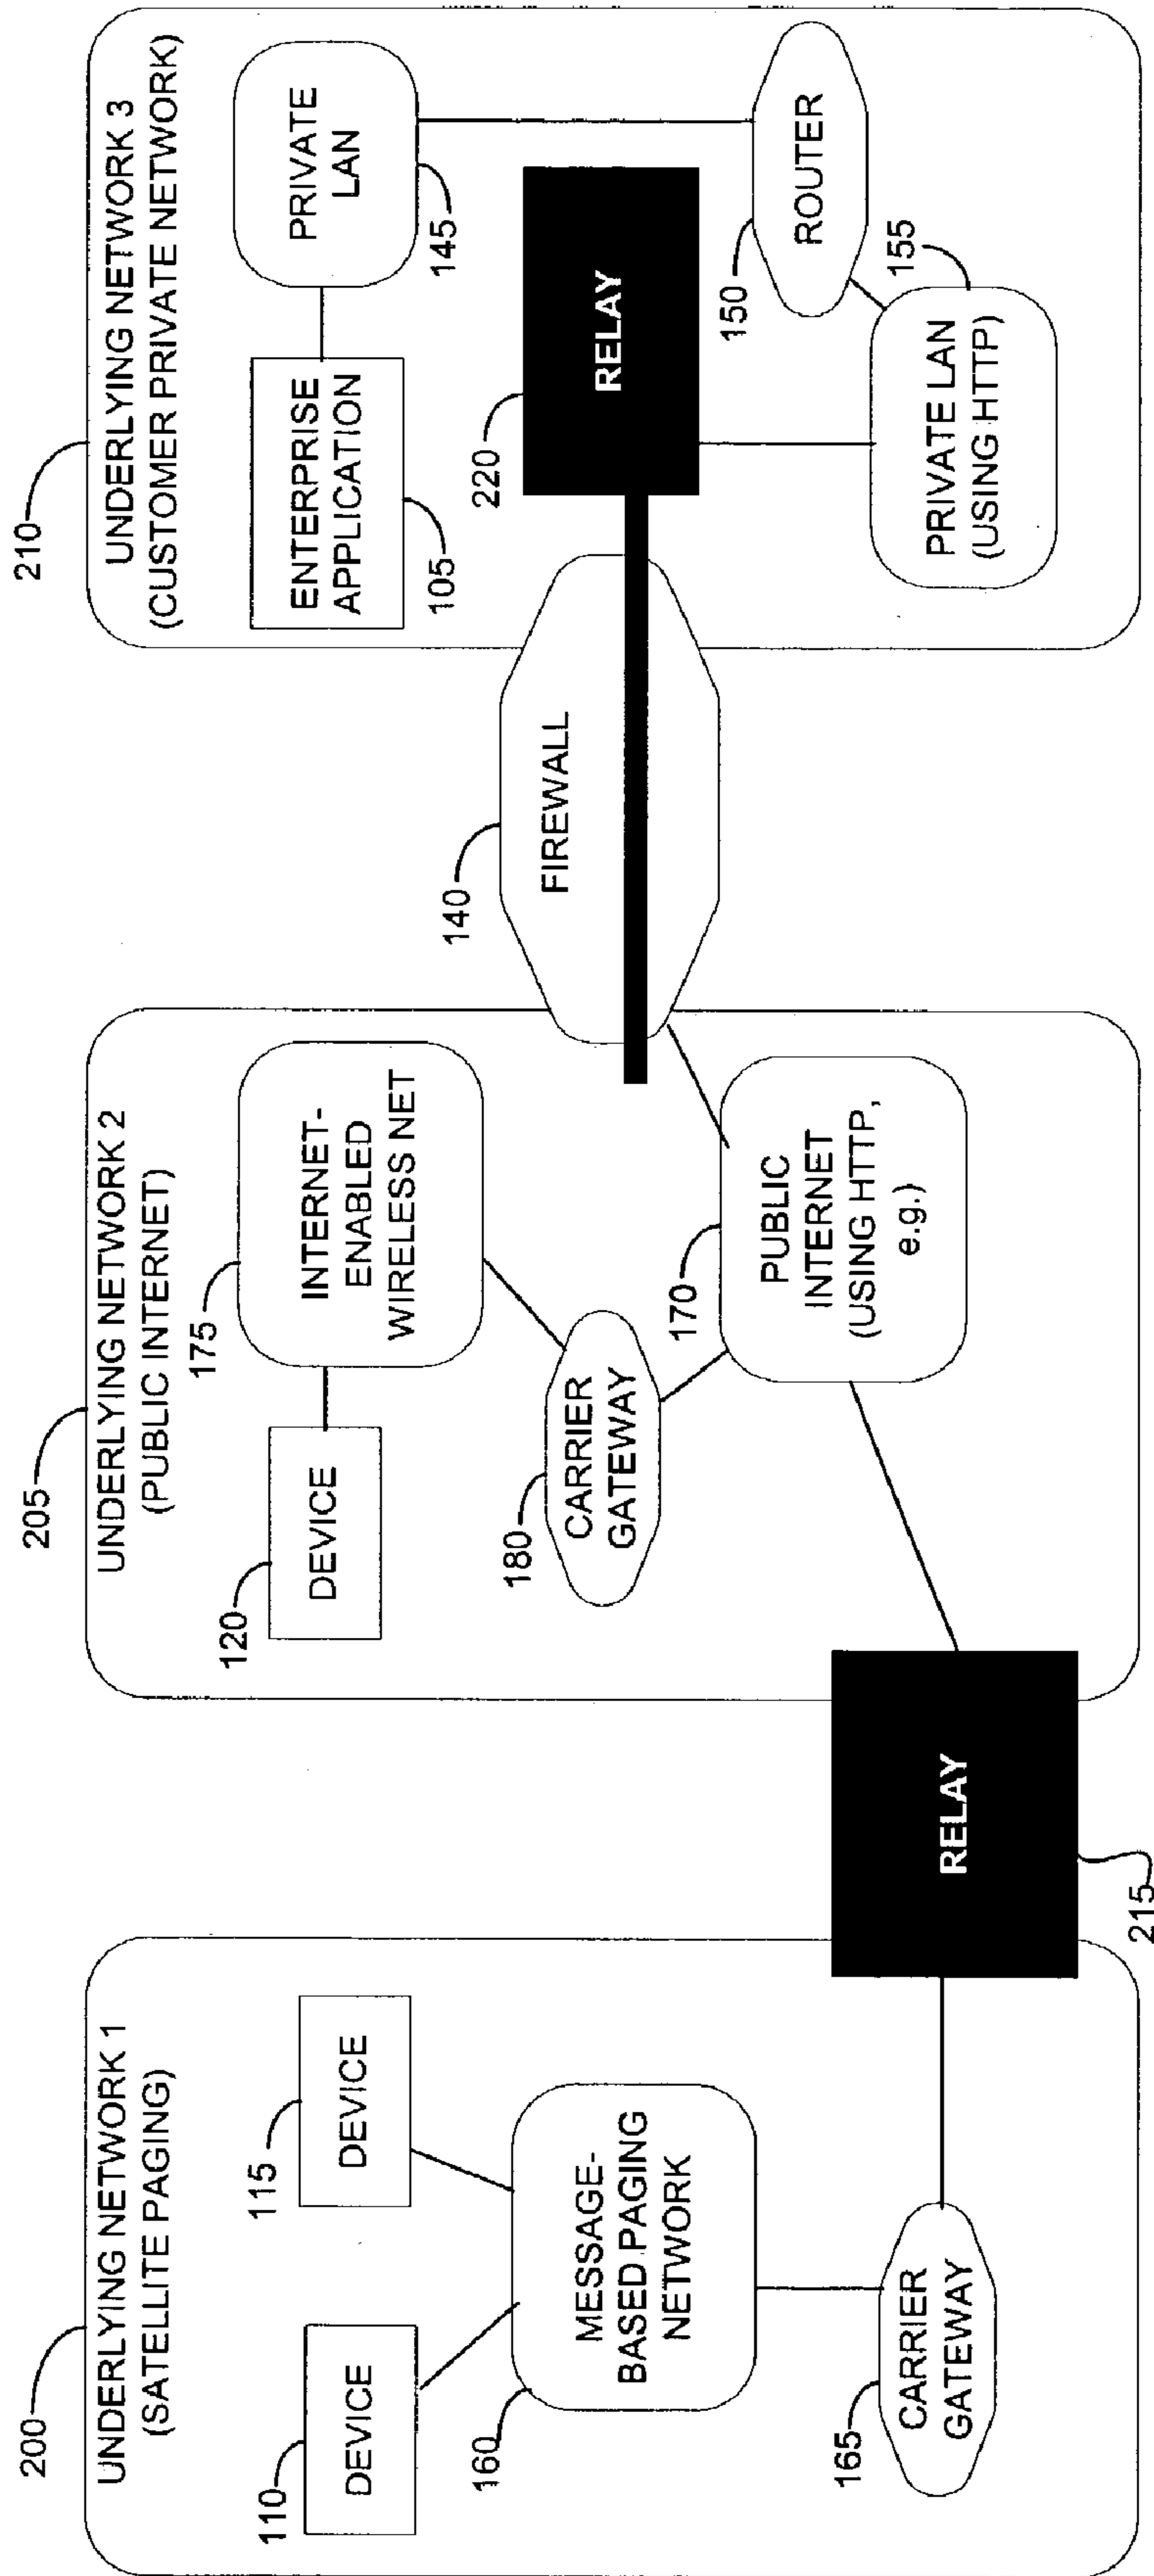 200
UNDERLYING NETWORK 1
(SATELLITE PAGING)
110
DEVICE
115
DEVICE
160
MESSAGE-
BASED PAGING
NETWORK
165
CARRIER
GATEWAY
215
RELAY
205
UNDERLYING NETWORK 2
(PUBLIC INTERNET)
120
DEVICE
175
INTERNET-
ENABLED
WIRELESS NET
180
CARRIER
GATEWAY
170
PUBLIC
INTERNET
(USING HTTP,
e.g.)
140
FIREWALL
210
UNDERLYING NETWORK 3
(CUSTOMER PRIVATE NETWORK)
ENTERPRISE
APPLICATION
105
PRIVATE
LAN
145
220
RELAY
150
ROUTER
155
PRIVATE LAN
(USING HTTP)